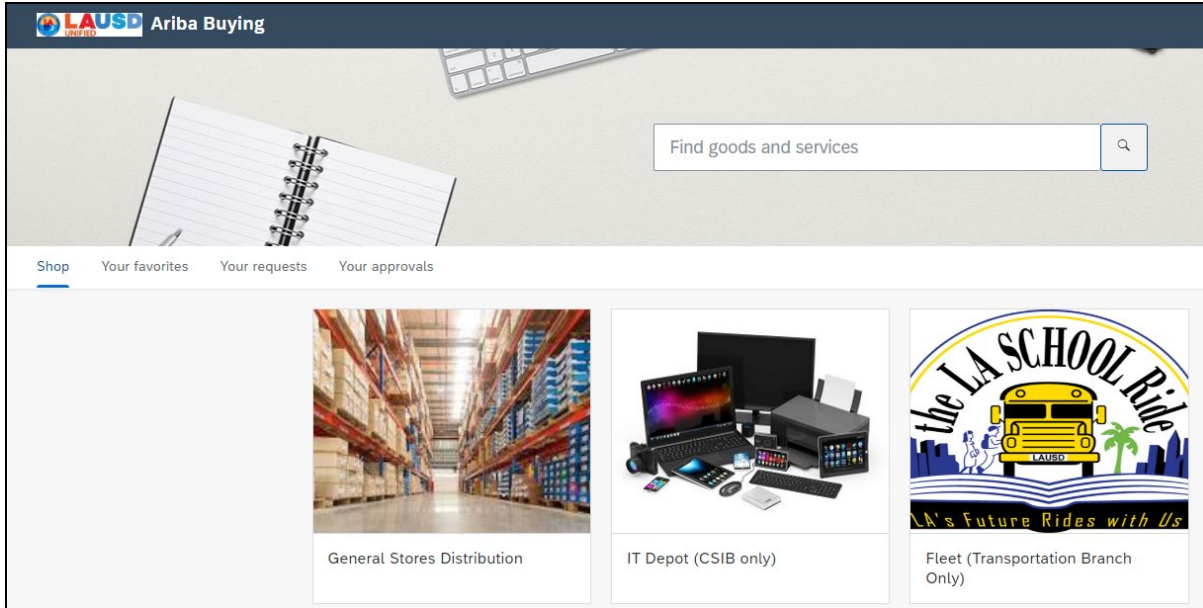 LAUSD
UNIFIED
Ariba Buying
Find goods and services
Shop
Your favorites
Your requests
Your approvals
the LA SCHOOL Ride
LAUSD
LA's Future Rides with Us
General Stores Distribution
IT Depot (CSIB only)
Fleet (Transportation Branch
Only)